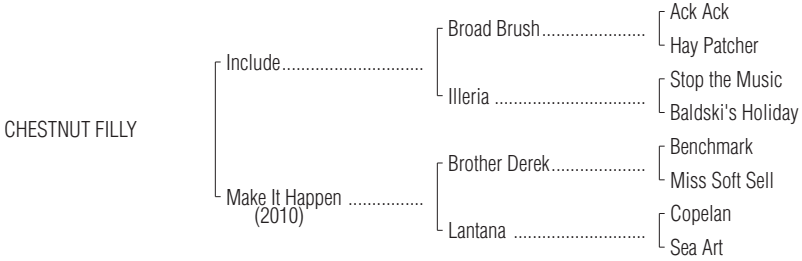 Ack Ack
Broad Brush......................
Hay Patcher
Include..............................
Stop the Music
Illeria ................................
Baldski's Holiday
CHESTNUT FILLY
Benchmark
Brother Derek....................
Miss Soft Sell
Make It Happen ................
(2010)
Copelan
Lantana ............................
Sea Art